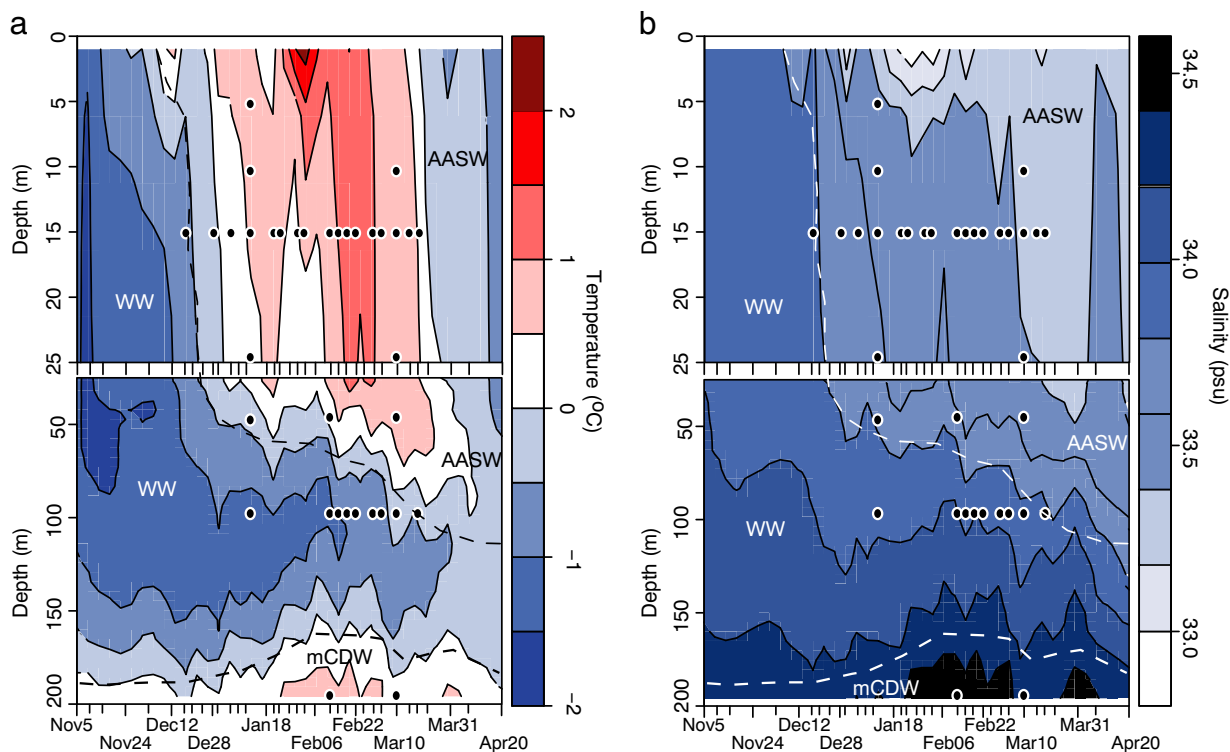 a
b
0
5
10
15
20
25
Depth (m)
WW
AASW
50
100
150
200
Depth (m)
WW
AASW
mCDW
Nov5
Nov24
Dec12
De28
Jan18
Feb06
Feb22
Mar10
Mar31
Apr20
2
1
0
−1
−2
Temperature (ºC)
0
5
10
15
20
25
Depth (m)
WW
AASW
50
100
150
200
Depth (m)
WW
AASW
mCDW
Nov5
Nov24
Dec12
De28
Jan18
Feb06
Feb22
Mar10
Mar31
Apr20
34.5
34.0
33.5
33.0
Salinity (psu)